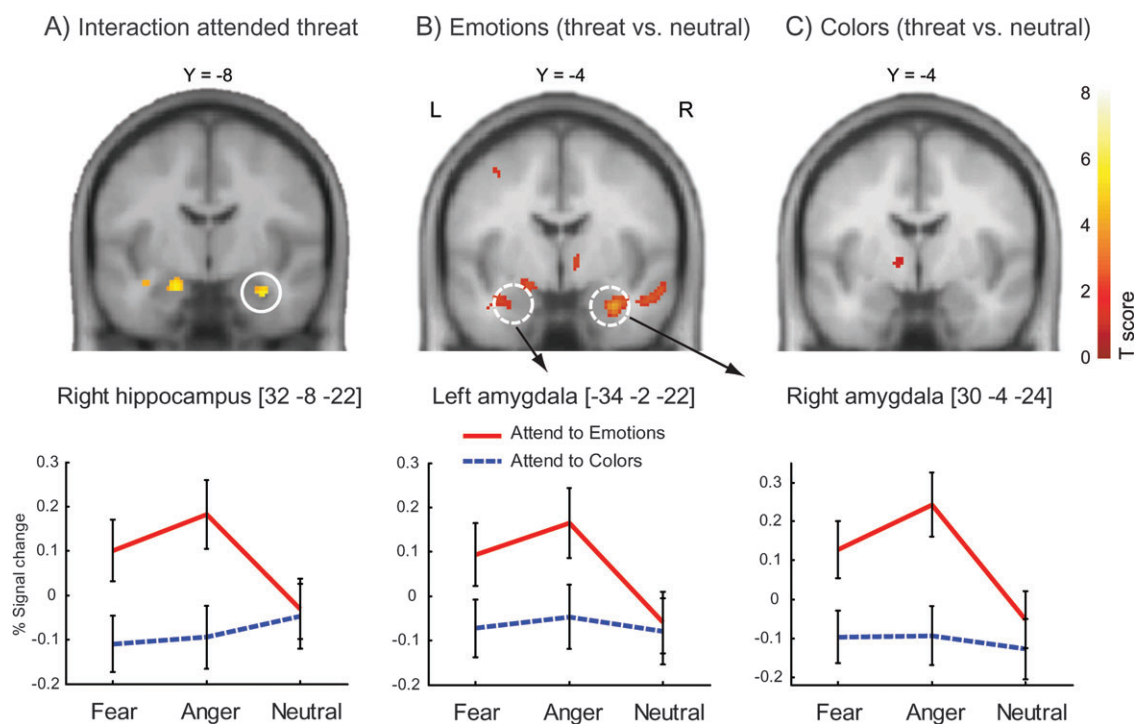 A) Interaction attended threat
B) Emotions (threat vs. neutral)
C) Colors (threat vs. neutral)
Y = -8
Y = -4
Y = -4
L
R
8
6
4
2
0
T score
Right hippocampus [32 -8 -22]
Left amygdala [-34 -2 -22]
Right amygdala [30 -4 -24]
Attend to Emotions
Attend to Colors
% Signal change
0.3
0.2
0.1
0
-0.1
-0.2
Fear Anger Neutral
0.3
0.2
0.1
0
-0.1
-0.2
Fear Anger Neutral
0.3
0.2
0.1
0
-0.1
-0.2
Fear Anger Neutral